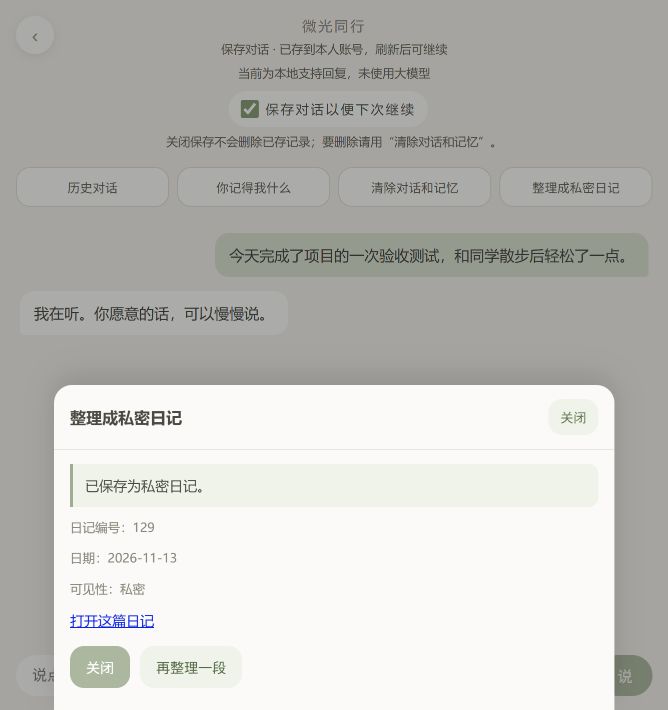 ‹
微光同行
保存对话 · 已存到本人账号，刷新后可继续
当前为本地支持回复，未使用大模型
保存对话以便下次继续
关闭保存不会删除已存记录；要删除请用“清除对话和记忆”。
历史对话
你记得我什么
清除对话和记忆
整理成私密日记
今天完成了项目的一次验收测试，和同学散步后轻松了一点。
我在听。你愿意的话，可以慢慢说。
整理成私密日记
关闭
已保存为私密日记。
日记编号：129
日期：2026-11-13
可见性：私密
打开这篇日记
关闭
再整理一段
说
说